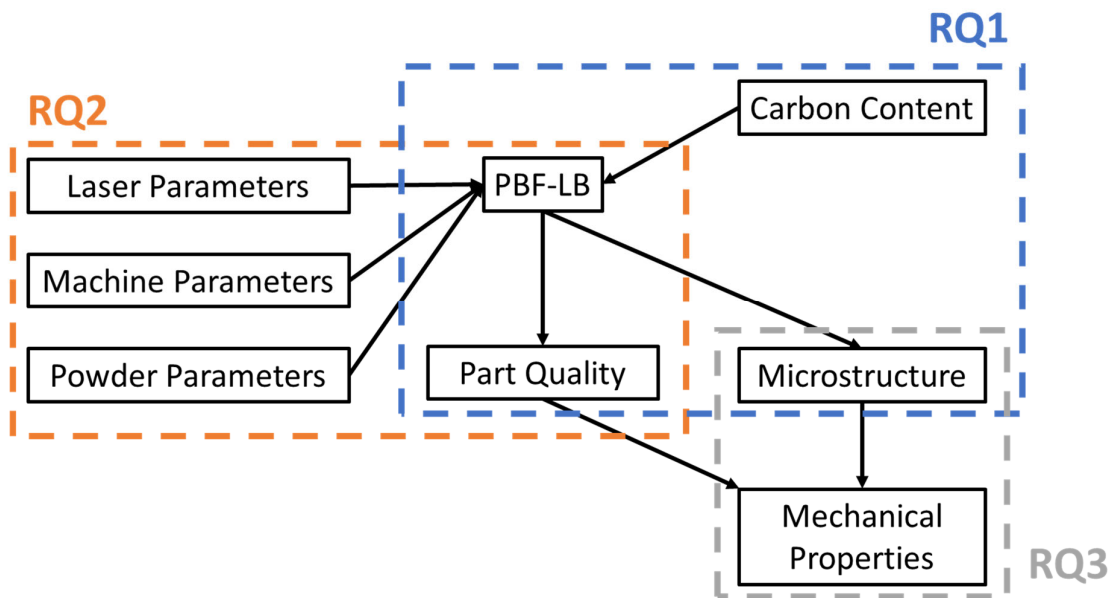 RQ1
Carbon Content
RQ2
Laser Parameters
PBF-LB
Machine Parameters
Powder Parameters
Part Quality
Microstructure
Mechanical
Properties
RQ3